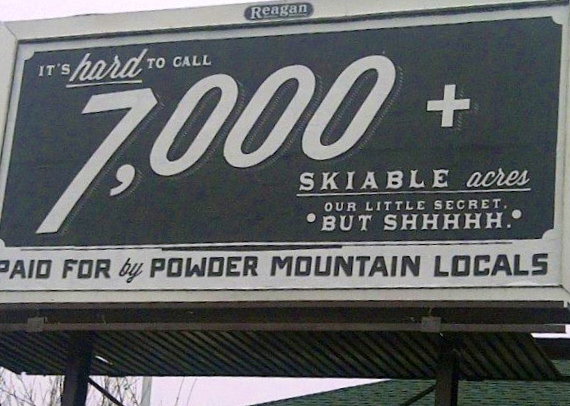 Reagan
IT'S hard TO CALL
7,000 +
SKIABLE acres
OUR LITTLE SECRET,
•BUT SHHHHH.•
PAID FOR by POWDER MOUNTAIN LOCALS